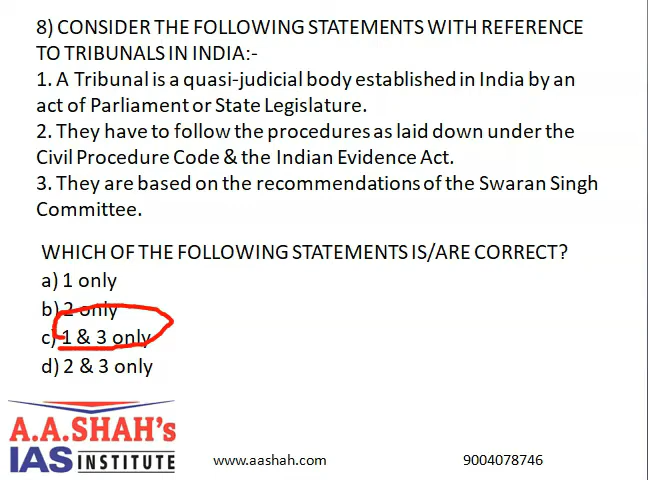 8) CONSIDER THE FOLLOWING STATEMENTS WITH REFERENCE
TO TRIBUNALS IN INDIA:-
1. A Tribunal is a quasi-judicial body established in India by an
act of Parliament or State Legislature.
2. They have to follow the procedures as laid down under the
Civil Procedure Code & the Indian Evidence Act.
3. They are based on the recommendations of the Swaran Singh
Committee.
WHICH OF THE FOLLOWING STATEMENTS IS/ARE CORRECT?
a) 1 only
b) 2 only
c) 1 & 3 only
d) 2 & 3 only
A.A.SHAH's
IAS INSTITUTE
www.aashah.com 9004078746